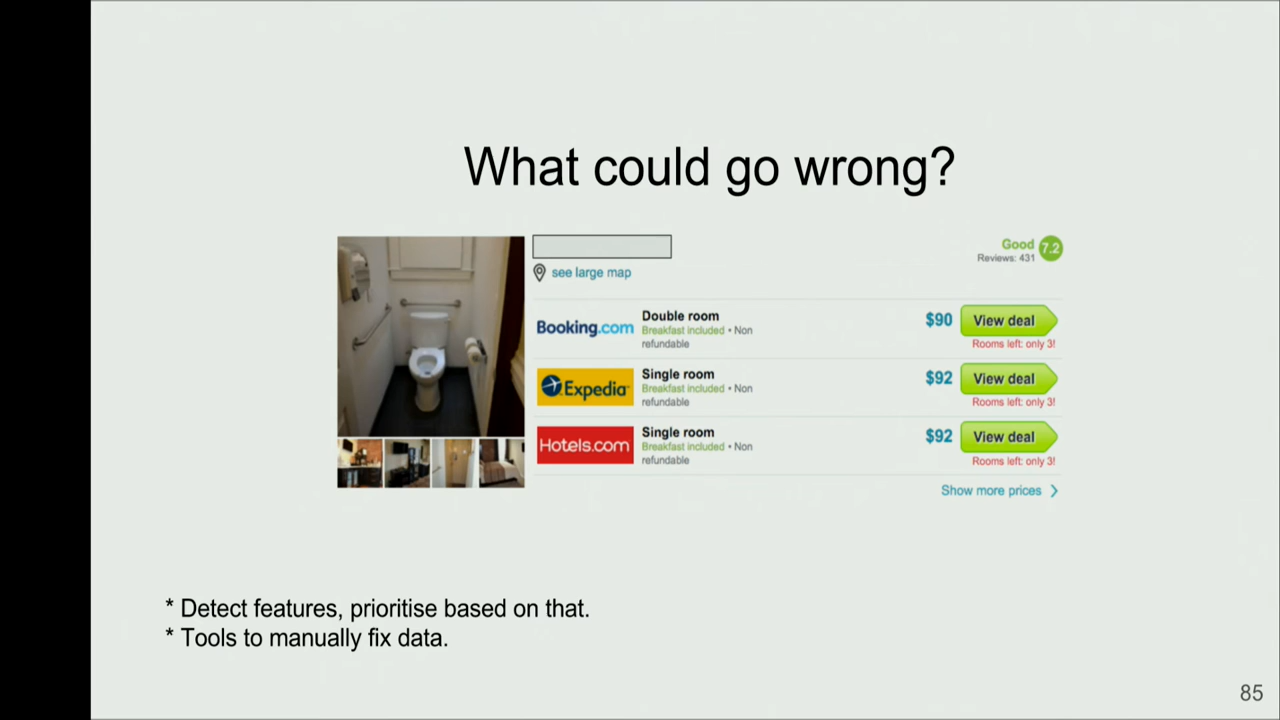 What could go wrong?
see large map
Good 7.2
Reviews: 431
Booking.com
Double room
Breakfast included • Non
refundable
$90
View deal
Rooms left: only 3!
Expedia
Single room
Breakfast included • Non
refundable
$92
View deal
Rooms left: only 3!
Hotels.com
Single room
Breakfast included • Non
refundable
$92
View deal
Rooms left: only 3!
Show more prices
* Detect features, prioritise based on that.
* Tools to manually fix data.
85